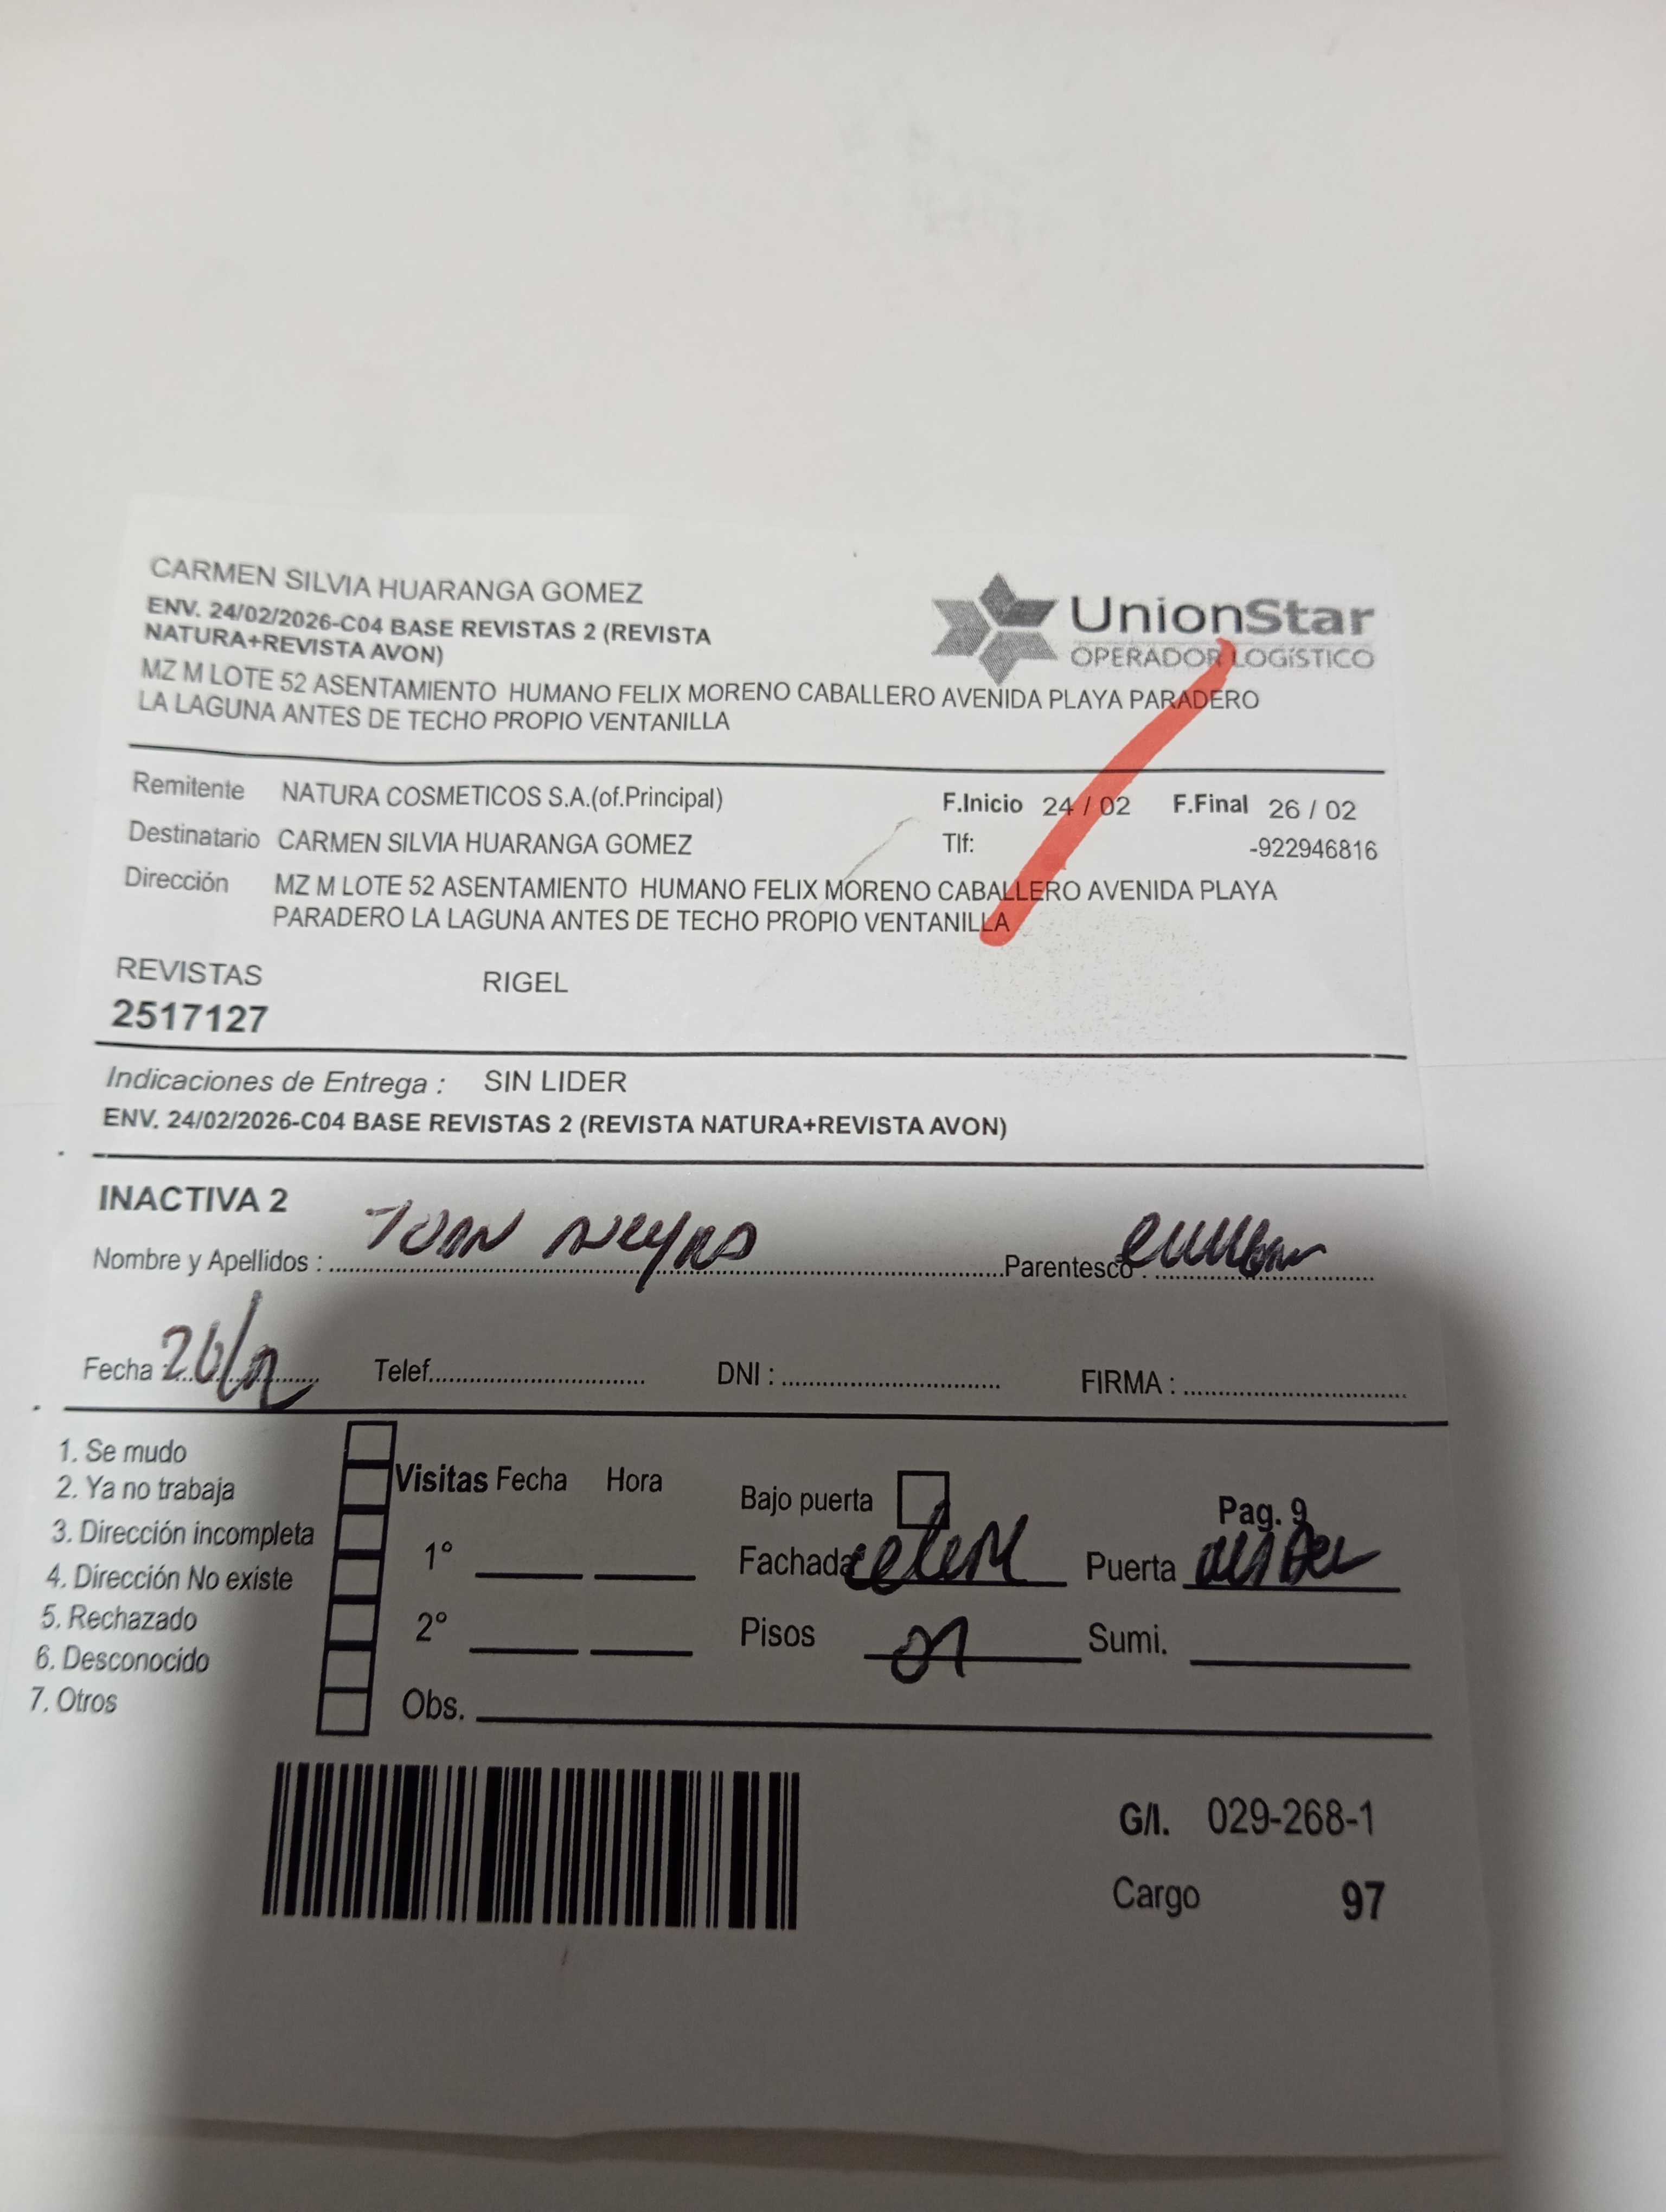 CARMEN SILVIA HUARANGA GOMEZ
ENV. 24/02/2026-C04 BASE REVISTAS 2 (REVISTA
NATURA+REVISTA AVON)
MZ M LOTE 52 ASENTAMIENTO HUMANO FELIX MORENO CABALLERO AVENIDA PLAYA PARADERO
LA LAGUNA ANTES DE TECHO PROPIO VENTANILLA
UnionStar
OPERADOR LOGÍSTICO
Remitente NATURA COSMETICOS S.A.(of.Principal) F.Inicio 24 / 02 F.Final 26 / 02
Destinatario CARMEN SILVIA HUARANGA GOMEZ Tlf: -922946816
Dirección MZ M LOTE 52 ASENTAMIENTO HUMANO FELIX MORENO CABALLERO AVENIDA PLAYA
PARADERO LA LAGUNA ANTES DE TECHO PROPIO VENTANILLA
REVISTAS RIGEL
2517127
Indicaciones de Entrega : SIN LIDER
ENV. 24/02/2026-C04 BASE REVISTAS 2 (REVISTA NATURA+REVISTA AVON)
INACTIVA 2
Nombre y Apellidos : Parentesco :
Fecha : Telef. DNI : FIRMA :
1. Se mudo
2. Ya no trabaja
3. Dirección incompleta
4. Dirección No existe
5. Rechazado
6. Desconocido
7. Otros
Visitas Fecha Hora
1°
2°
Obs.
Bajo puerta Pag. 9
Fachada Puerta
Pisos 01 Sumi.
G/I. 029-268-1
Cargo 97